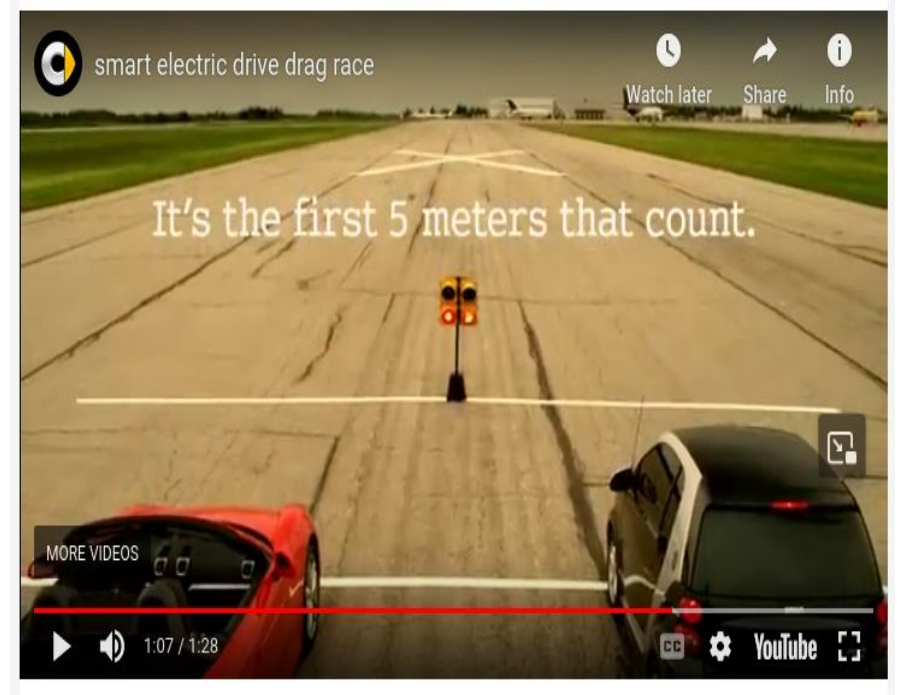 smart electric drive drag race
Watch later
Share
Info
It's the first 5 meters that count.
MORE VIDEOS
1:07 / 1:28
CC
YouTube